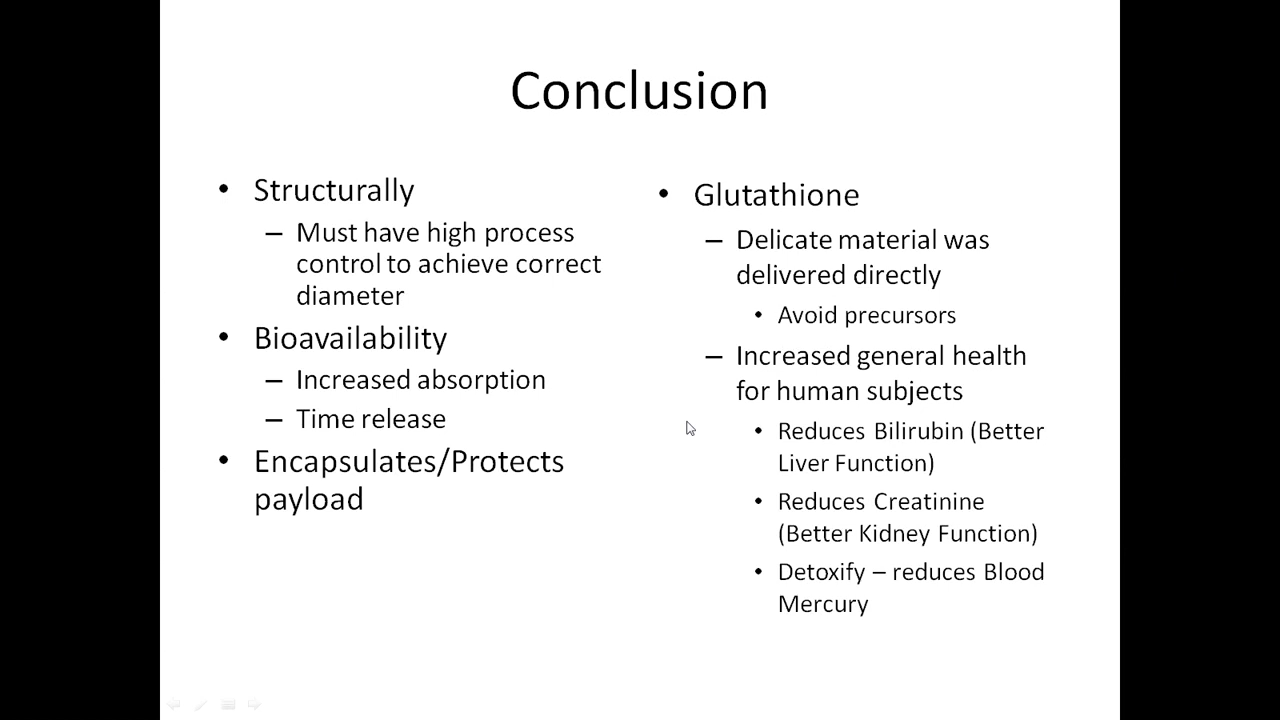 Conclusion
• Structurally
– Must have high process
control to achieve correct
diameter
• Bioavailability
– Increased absorption
– Time release
• Encapsulates/Protects
payload
• Glutathione
– Delicate material was
delivered directly
• Avoid precursors
– Increased general health
for human subjects
• Reduces Bilirubin (Better
Liver Function)
• Reduces Creatinine
(Better Kidney Function)
• Detoxify – reduces Blood
Mercury